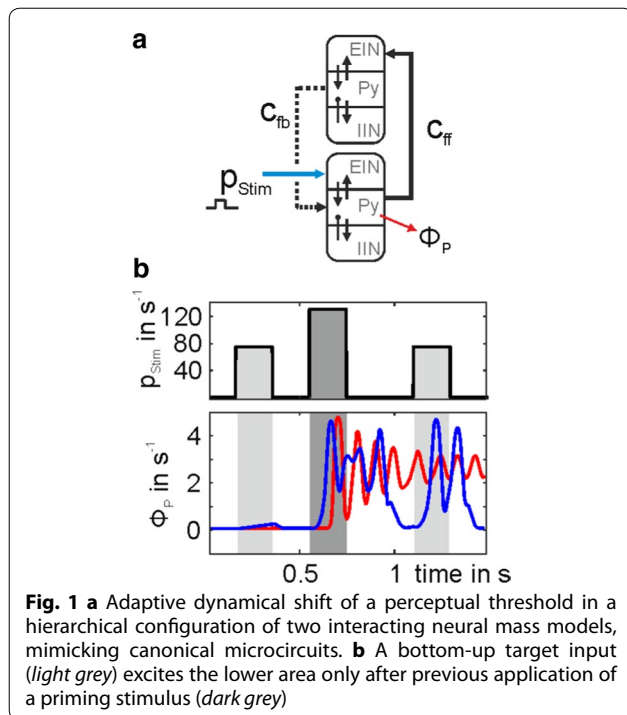 a
EIN
Py
IIN
C_fb
C_ff
p_Stim
EIN
Py
IIN
Φ_P
b
p_Stim in s^-1
120
80
40
Φ_P in s^-1
4
2
0
0.5 1 time in s
Fig. 1 a Adaptive dynamical shift of a perceptual threshold in a
hierarchical configuration of two interacting neural mass models,
mimicking canonical microcircuits. b A bottom-up target input
(light grey) excites the lower area only after previous application of
a priming stimulus (dark grey)